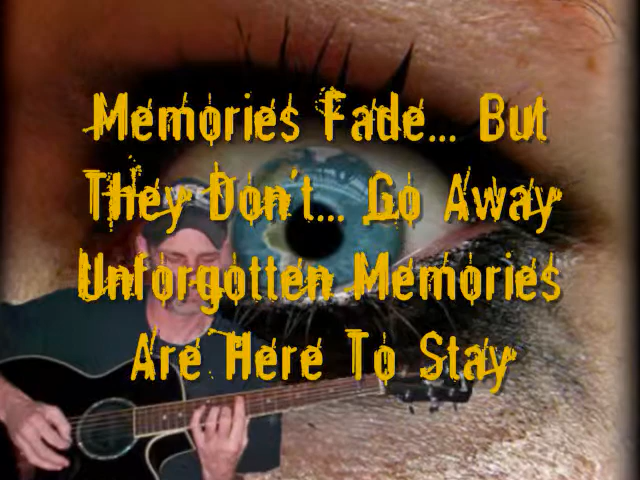 Memories Fade... But
They Don't... Go Away
Unforgotten Memories
Are Here To Stay